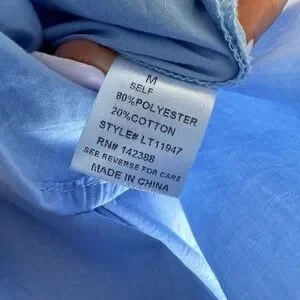 M
SELF
80%POLYESTER
20%COTTON
STYLE# LT11947
RN# 142388
SEE REVERSE FOR CARE
MADE IN CHINA